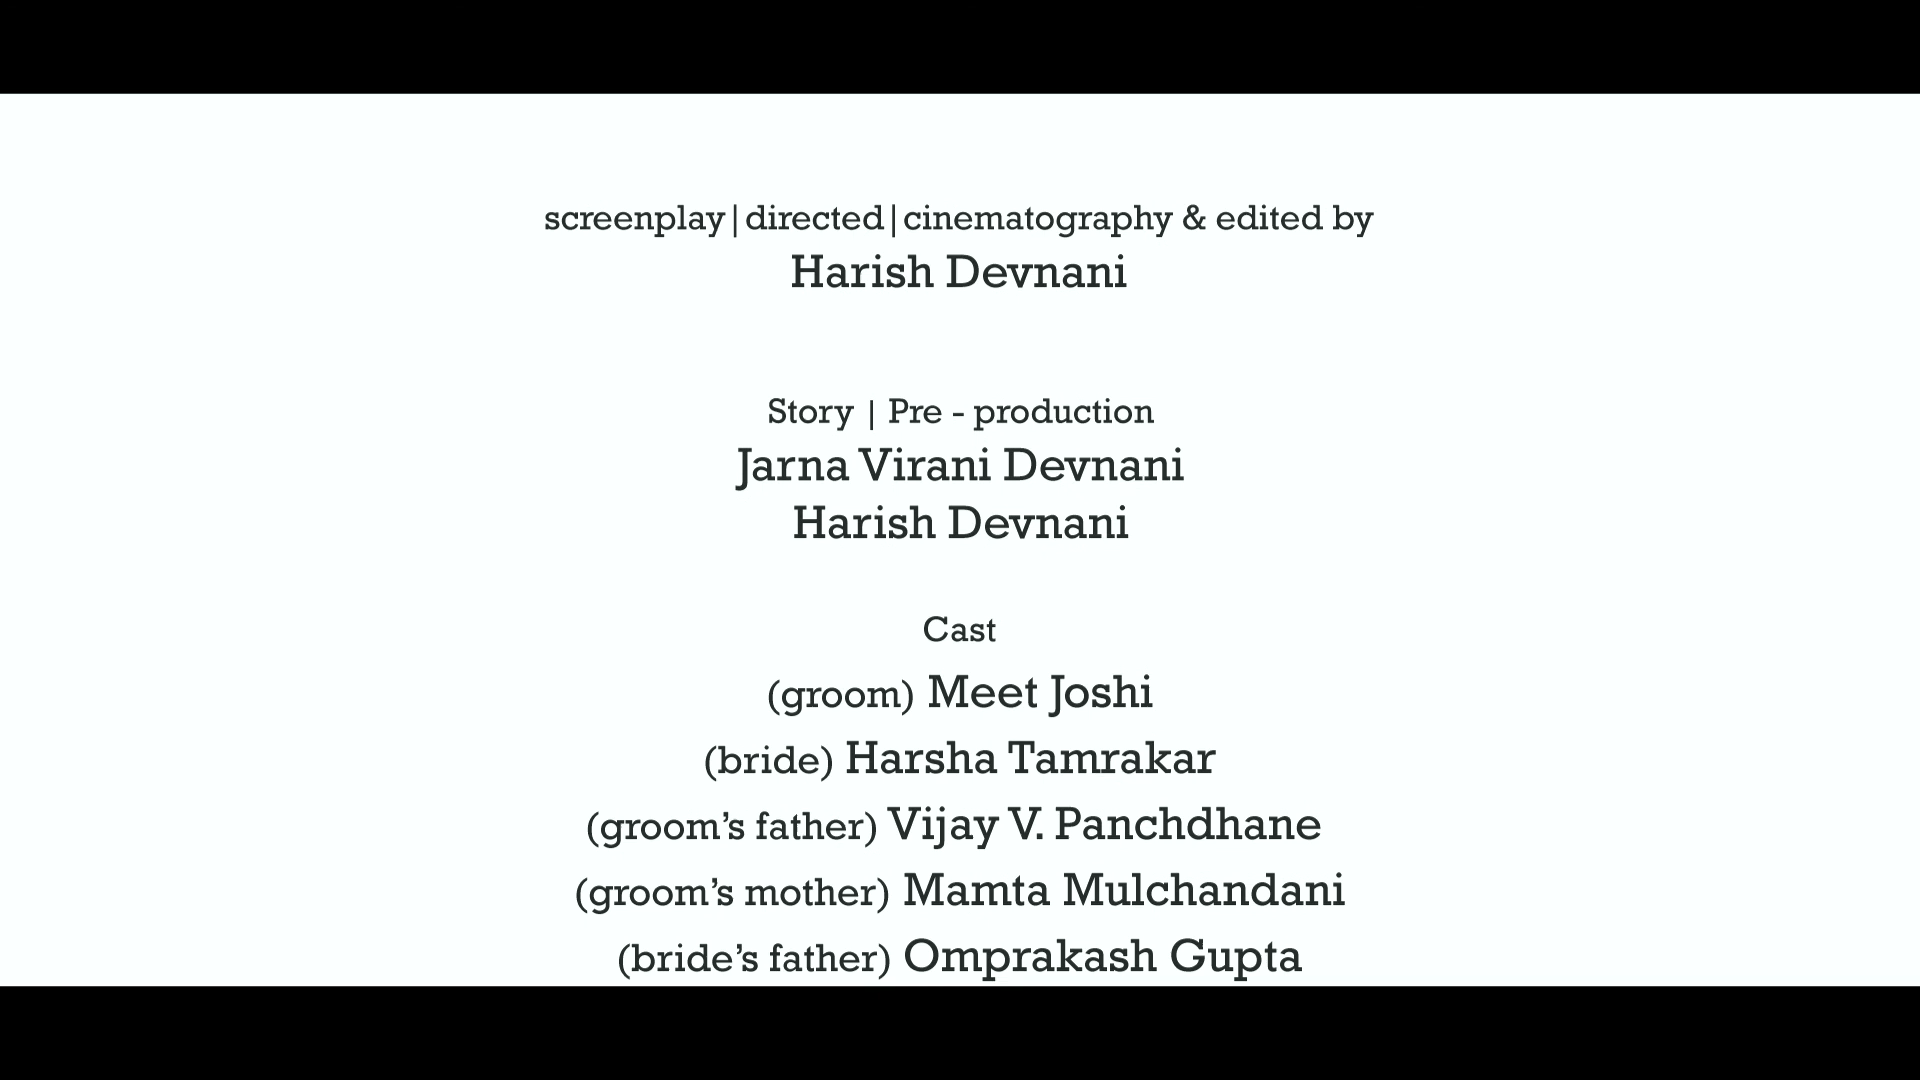 screenplay|directed|cinematography & edited by
Harish Devnani
Story | Pre - production
Jarna Virani Devnani
Harish Devnani
Cast
(groom) Meet Joshi
(bride) Harsha Tamrakar
(groom’s father) Vijay V. Panchdhane
(groom’s mother) Mamta Mulchandani
(bride’s father) Omprakash Gupta